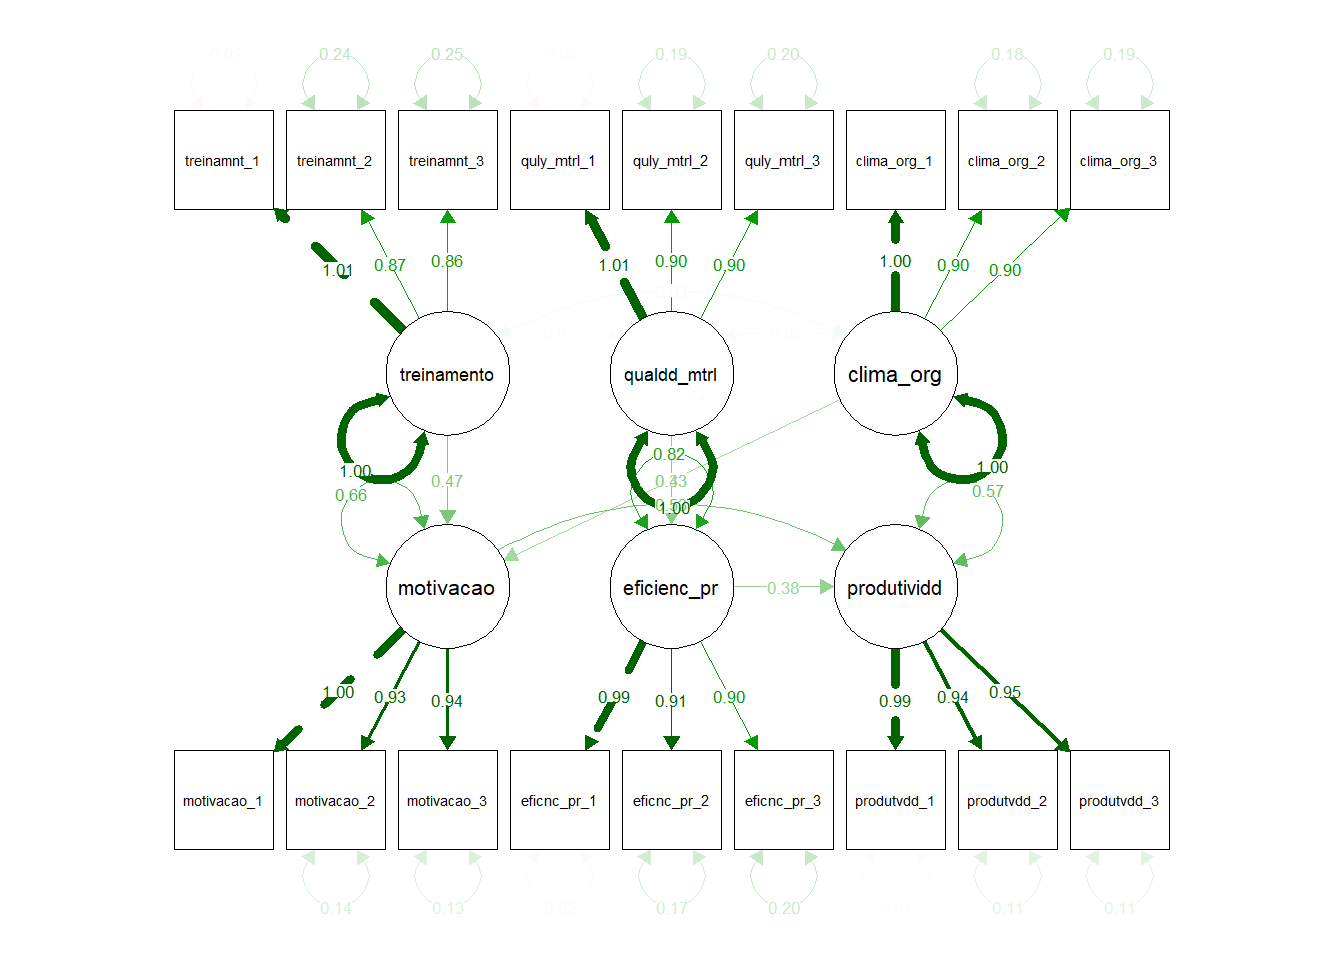 0.24 0.25 0.19 0.20 0.18 0.19
treinamnt_1 treinamnt_2 treinamnt_3 quly_mtrl_1 quly_mtrl_2 quly_mtrl_3 clima_org_1 clima_org_2 clima_org_3
1.01 0.87 0.86 1.01 0.90 0.90 1.00 0.90 0.90
treinamento qualdd_mtrl clima_org
0.82
1.00 1.00
0.47
0.66 0.57
1.00
motivacao eficienc_pr produtividd
0.38
1.00 0.93 0.94 0.99 0.91 0.90 0.99 0.94 0.95
motivacao_1 motivacao_2 motivacao_3 eficnc_pr_1 eficnc_pr_2 eficnc_pr_3 produtvdd_1 produtvdd_2 produtvdd_3
0.14 0.13 0.17 0.20 0.11 0.11